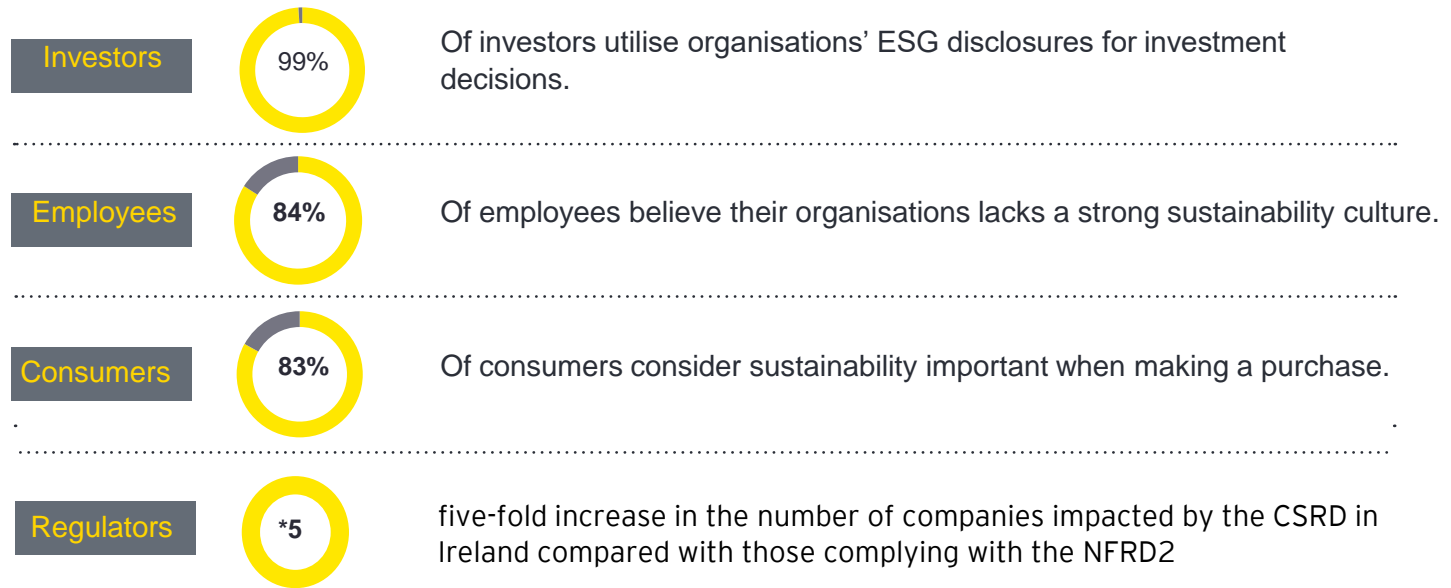 Investors
99%
Of investors utilise organisations’ ESG disclosures for investment
decisions.
Employees
84%
Of employees believe their organisations lacks a strong sustainability culture.
Consumers
83%
Of consumers consider sustainability important when making a purchase.
Regulators
*5
five-fold increase in the number of companies impacted by the CSRD in
Ireland compared with those complying with the NFRD2